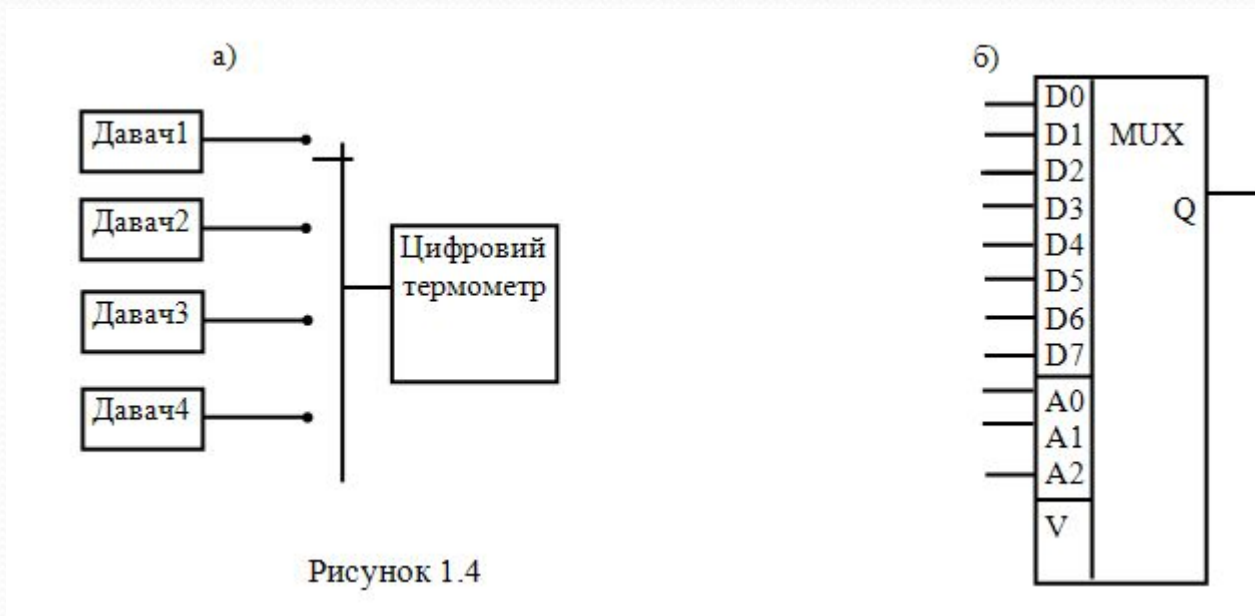 а)
Давач1
Давач2
Давач3
Давач4
Цифровий
термометр
Рисунок 1.4
б)
D0
D1
D2
D3
D4
D5
D6
D7
A0
A1
A2
V
MUX
Q